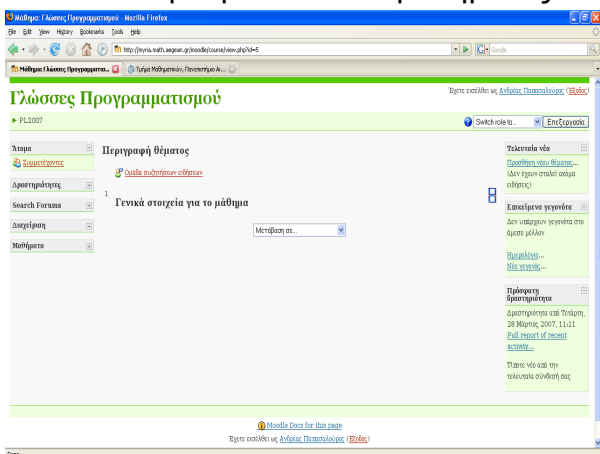 Μάθημα: Γλώσσες Προγραμματισμού - Mozilla Firefox
File Edit View History Bookmarks Tools Help
http://myria.math.aegean.gr/moodle/course/view.php?id=5
Google
Μάθημα: Γλώσσες Προγραμματισ...
Τμήμα Μαθηματικών, Πανεπιστήμιο Αι...
Γλώσσες Προγραμματισμού
Έχετε εισέλθει ως Ανδρέας Παπασαλούρος (Έξοδος)
PL2007
Switch role to...
Επεξεργασία
Άτομα
Συμμετέχοντες
Δραστηριότητες
Search Forums
Διαχείριση
Μαθήματα
Περιγραφή θέματος
Ομάδα συζητήσεων ειδήσεων
1
Γενικά στοιχεία για το μάθημα
Μετάβαση σε...
Τελευταία νέα
Προσθήκη νέου θέματος...
(Δεν έχουν σταλεί ακόμα
ειδήσεις)
Επικείμενα γεγονότα
Δεν υπάρχουν γεγονότα στο
άμεσο μέλλον
Ημερολόγιο...
Νέο γεγονός...
Πρόσφατη
δραστηριότητα
Δραστηριότητα από Τετάρτη,
28 Μάρτιος 2007, 11:11
Full report of recent
activity...
Τίποτε νέο από την
τελευταία σύνδεσή σας
Moodle Docs for this page
Έχετε εισέλθει ως Ανδρέας Παπασαλούρος (Έξοδος)